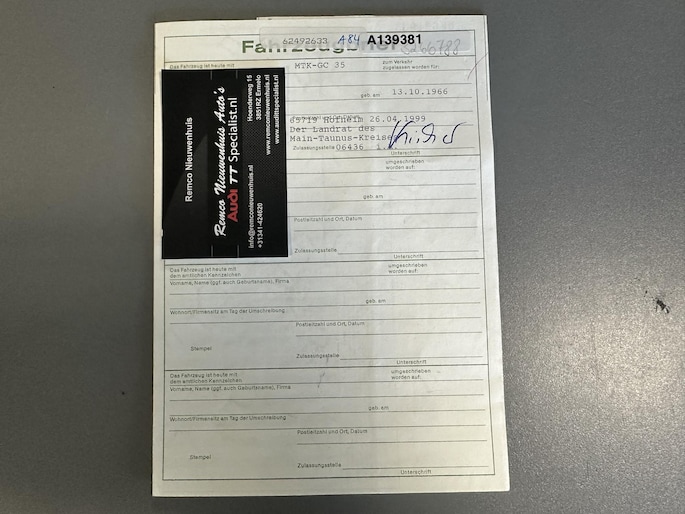 62492633 A84 A139381
Fahrzeugbrief
Das Fahrzeug ist heute mit
MTK-GC 35
zum Verkehr
zugelassen worden für:
geb. am 13.10.1966
65719 Hofheim 26.04.1999
Der Landrat des
Main-Taunus-Kreises
Zulassungsstelle 06436 i.
Unterschrift
umgeschrieben
worden auf:
geb. am
Postleitzahl und Ort, Datum
Zulassungsstelle
Unterschrift
Remco Nieuwenhuis
Remco Nieuwenhuis Auto's
Audi TT Specialist.nl
info@remconieuwenhuis.nl
+31341-424620
Hoenderweg 15
3851RZ Ermelo
www.remconieuwenhuis.nl
www.audittspecialist.nl
Das Fahrzeug ist heute mit
dem amtlichen Kennzeichen
umgeschrieben
worden auf:
Vorname, Name (ggf. auch Geburtsname), Firma
geb. am
Wohnort/Firmensitz am Tag der Umschreibung
Postleitzahl und Ort, Datum
Stempel
Zulassungsstelle
Unterschrift
Das Fahrzeug ist heute mit
dem amtlichen Kennzeichen
umgeschrieben
worden auf:
Vorname, Name (ggf. auch Geburtsname), Firma
geb. am
Wohnort/Firmensitz am Tag der Umschreibung
Postleitzahl und Ort, Datum
Stempel
Zulassungsstelle
Unterschrift